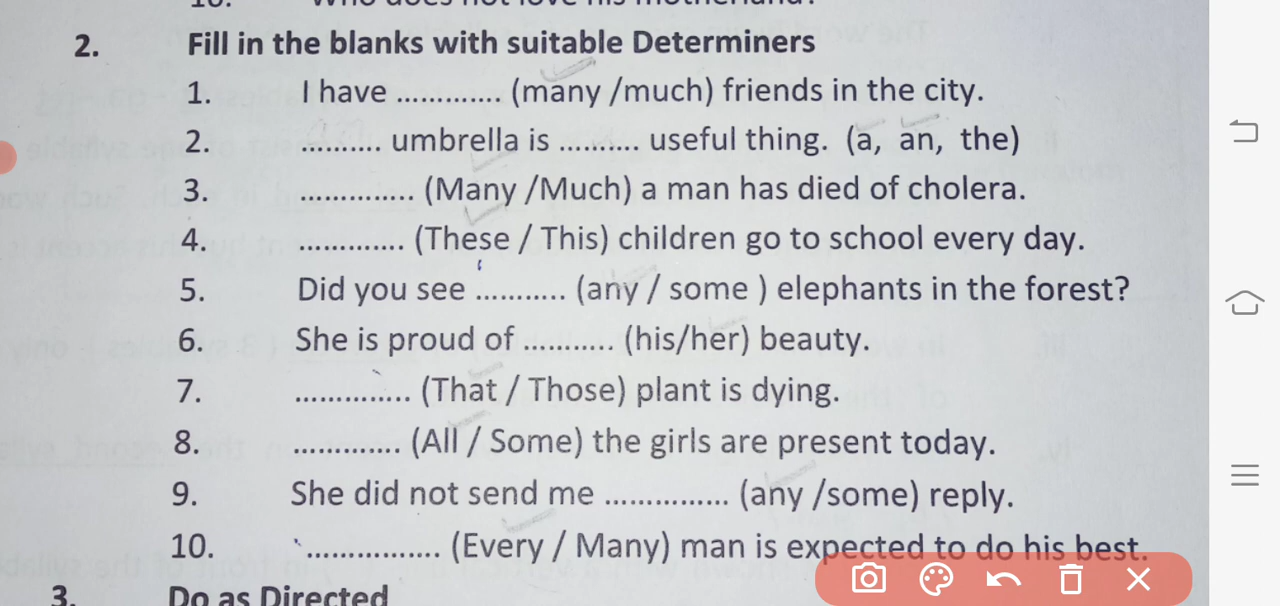 2. Fill in the blanks with suitable Determiners
1. I have ........... (many /much) friends in the city.
2. .......... umbrella is ......... useful thing. (a, an, the)
3. .............. (Many /Much) a man has died of cholera.
4. ............. (These / This) children go to school every day.
5. Did you see ........... (any / some ) elephants in the forest?
6. She is proud of ........... (his/her) beauty.
7. .............. (That / Those) plant is dying.
8. ............. (All / Some) the girls are present today.
9. She did not send me ............... (any /some) reply.
10. ................ (Every / Many) man is expected to do his best.
3. Do as Directed